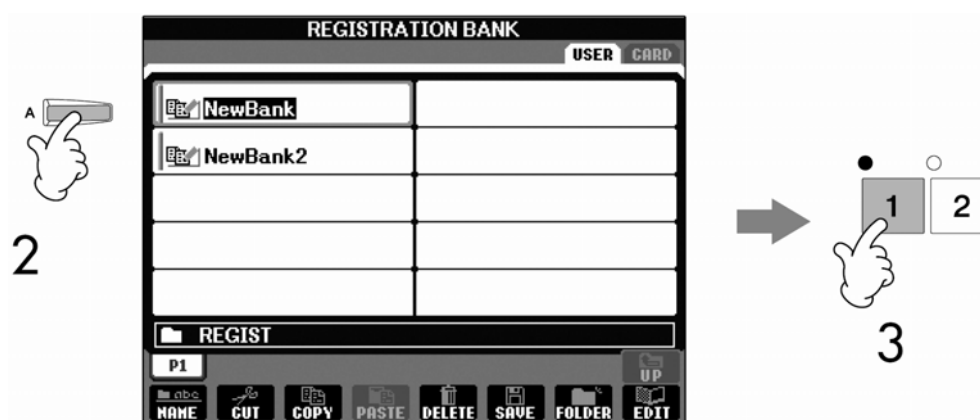 REGISTRATION BANK
USER CARD
A
NewBank
NewBank2
1 2
2
3
REGIST
P1
UP
abc
NAME CUT COPY PASTE DELETE SAVE FOLDER EDIT